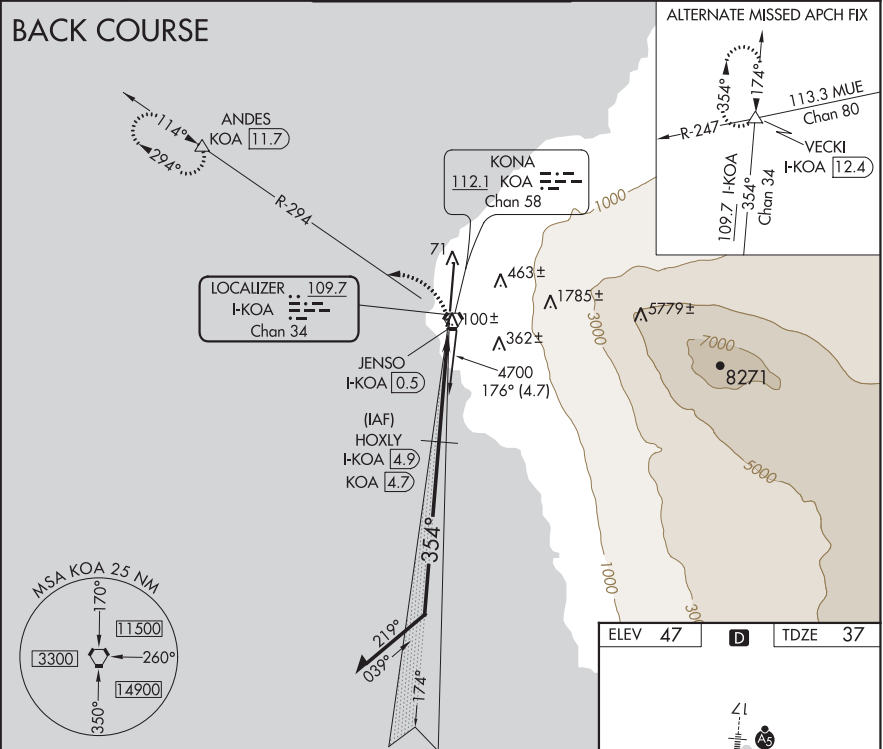 BACK COURSE
ALTERNATE MISSED APCH FIX
354°
174°
113.3 MUE
Chan 80
R-247
VECKI
I-KOA 12.4
109.7 I-KOA
354°
Chan 34
ANDES
KOA 11.7
114°
294°
R-294
KONA
112.1 KOA
Chan 58
1000
71
463±
1785±
5779±
LOCALIZER 109.7
I-KOA
Chan 34
100±
362±
3000
7000
8271
JENSO
I-KOA 0.5
4700
176° (4.7)
(IAF)
HOXLY
I-KOA 4.9
KOA 4.7
5000
354°
1000
300
219°
039°
174°
MSA KOA 25 NM
170°
11500
3300
260°
14900
350°
ELEV 47
D
TDZE 37
17
A5